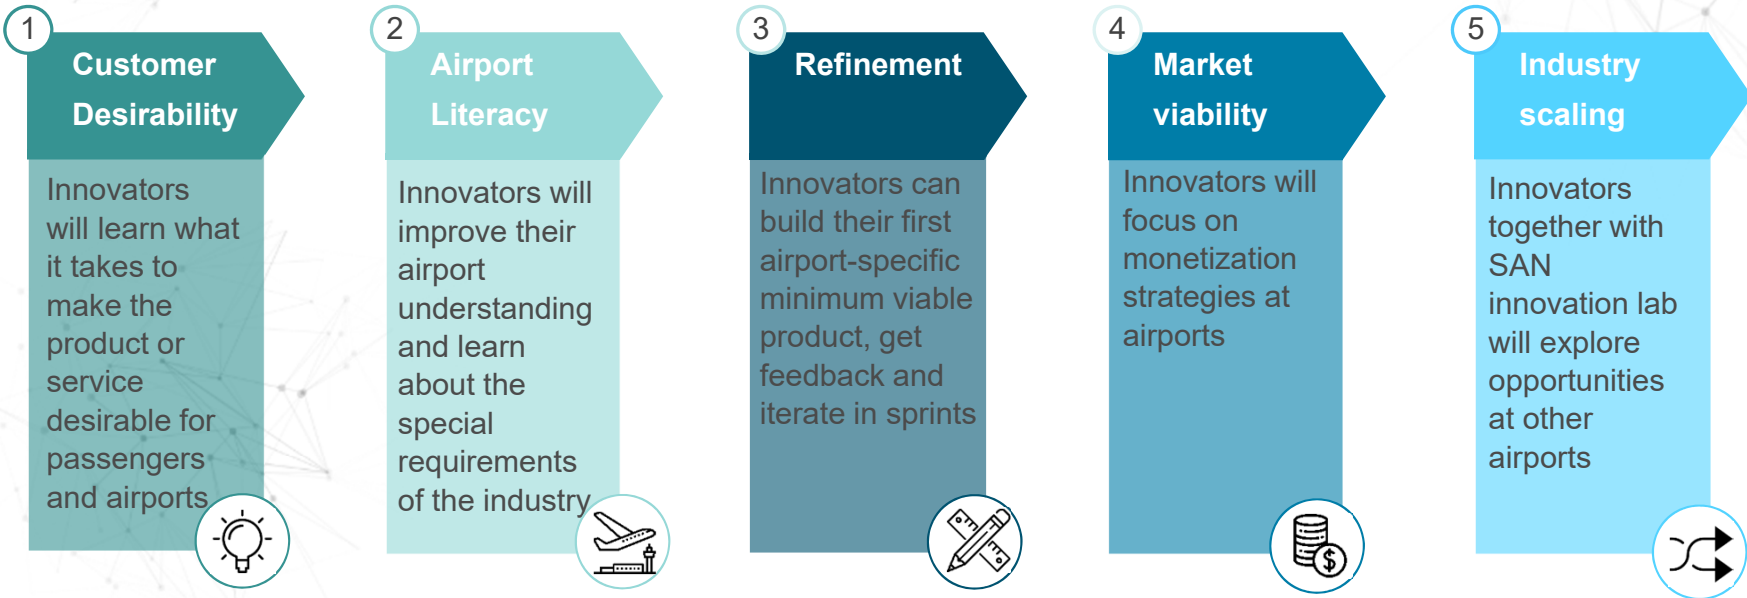 1
Customer
Desirability
Innovators
will learn what
it takes to
make the
product or
service
desirable for
passengers
and airports
2
Airport
Literacy
Innovators will
improve their
airport
understanding
and learn
about the
special
requirements
of the industry
3
Refinement
Innovators can
build their first
airport-specific
minimum viable
product, get
feedback and
iterate in sprints
4
Market
viability
Innovators will
focus on
monetization
strategies at
airports
$
5
Industry
scaling
Innovators
together with
SAN
innovation lab
will explore
opportunities
at other
airports